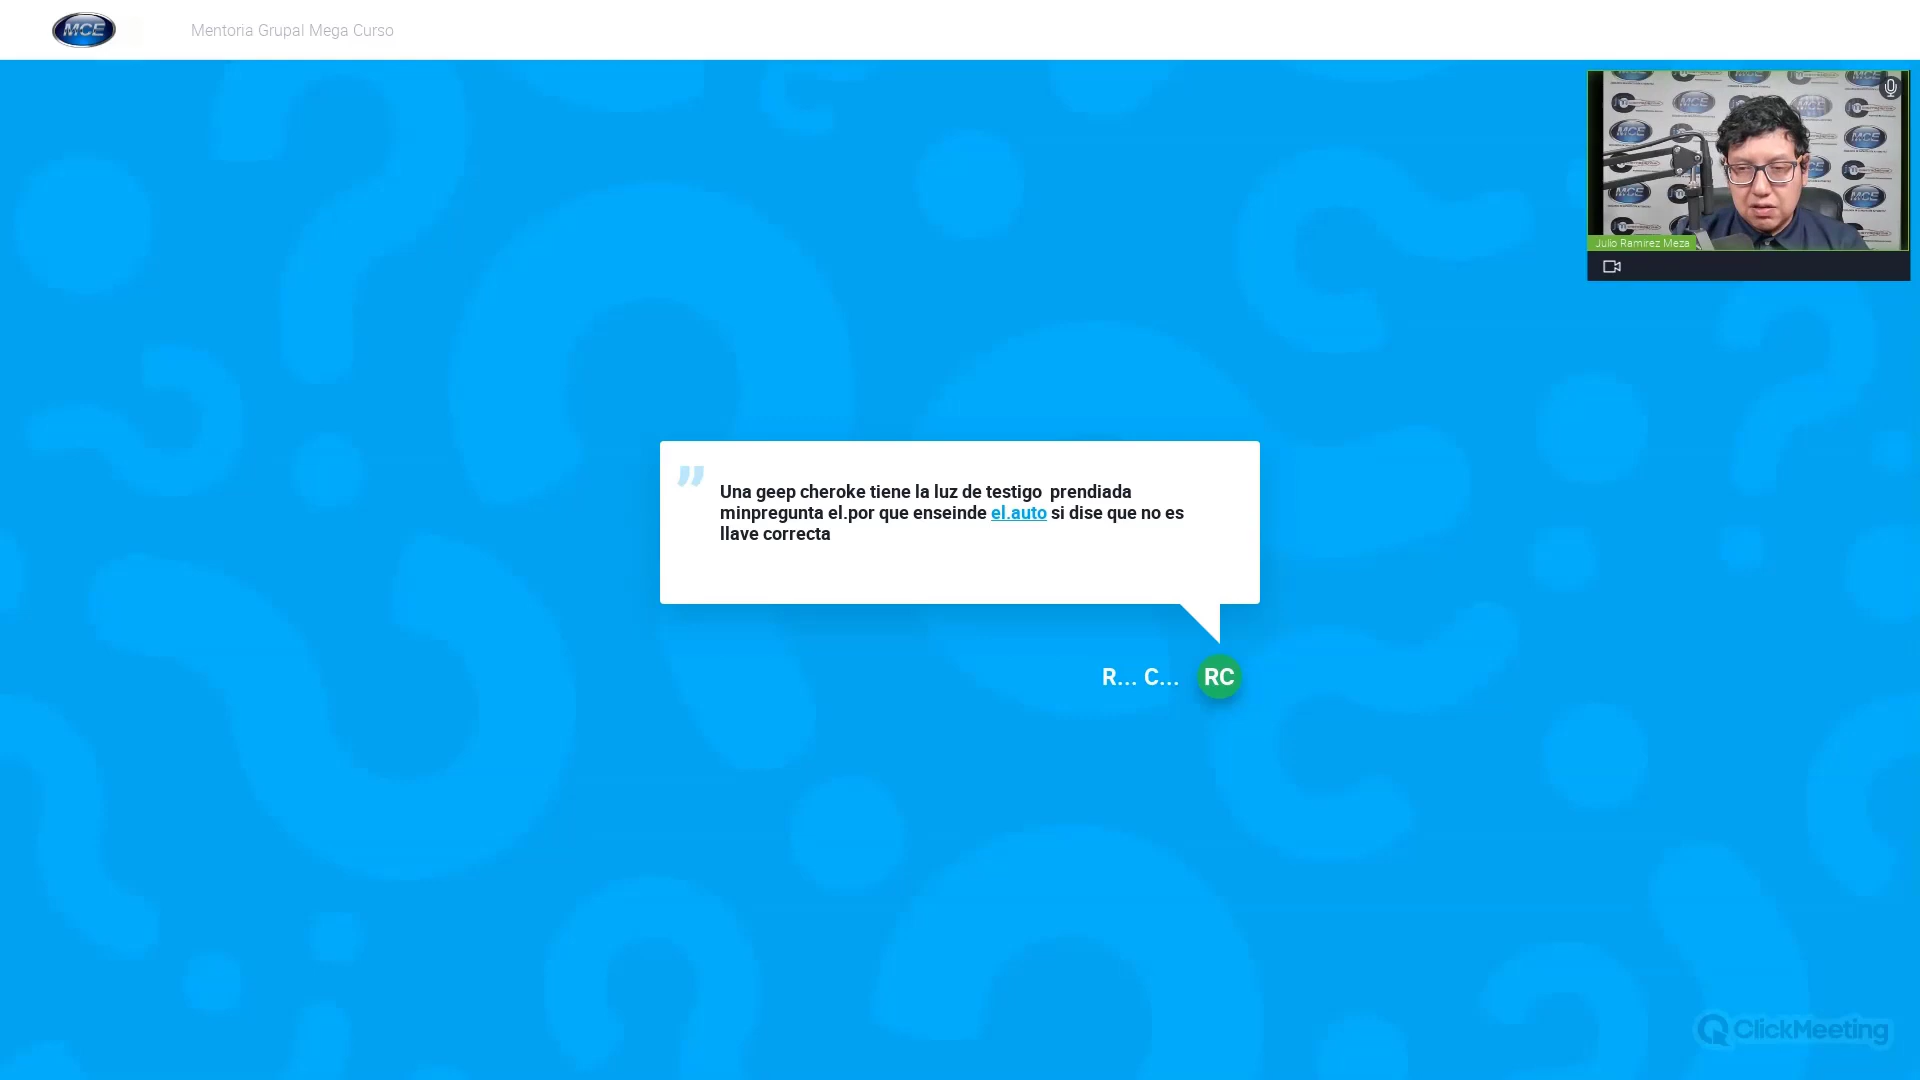 MCE
Mentoria Grupal Mega Curso
Julio Ramirez Meza
Una geep cheroke tiene la luz de testigo  prendiada
minpregunta el.por que enseinde el.auto si dise que no es
llave correcta
R... C...
RC
ClickMeeting